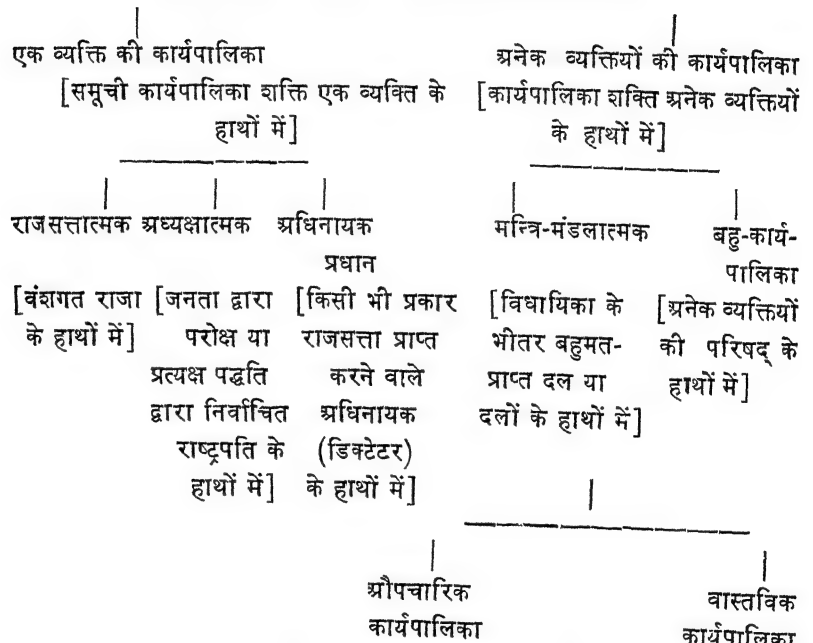 एक व्यक्ति की कार्यपालिका
[समूची कार्यपालिका शक्ति एक व्यक्ति के
हाथों में]
अनेक व्यक्तियों की कार्यपालिका
[कार्यपालिका शक्ति अनेक व्यक्तियों
के हाथों में]
राजसत्तात्मक
[वंशगत राजा
के हाथों में]
अध्यक्षात्मक
[जनता द्वारा
परोक्ष या
प्रत्यक्ष पद्धति
द्वारा निर्वाचित
राष्ट्रपति के
हाथों में]
अधिनायक
प्रधान
[किसी भी प्रकार
राजसत्ता प्राप्त
करने वाले
अधिनायक
(डिक्टेटर)
के हाथों में]
मन्त्रि-मंडलात्मक
[विधायिका के
भीतर बहुमत-
प्राप्त दल या
दलों के हाथों में]
बहु-कार्य-
पालिका
[अनेक व्यक्तियों
की परिषद् के
हाथों में]
औपचारिक
कार्यपालिका
वास्तविक
कार्यपालिका